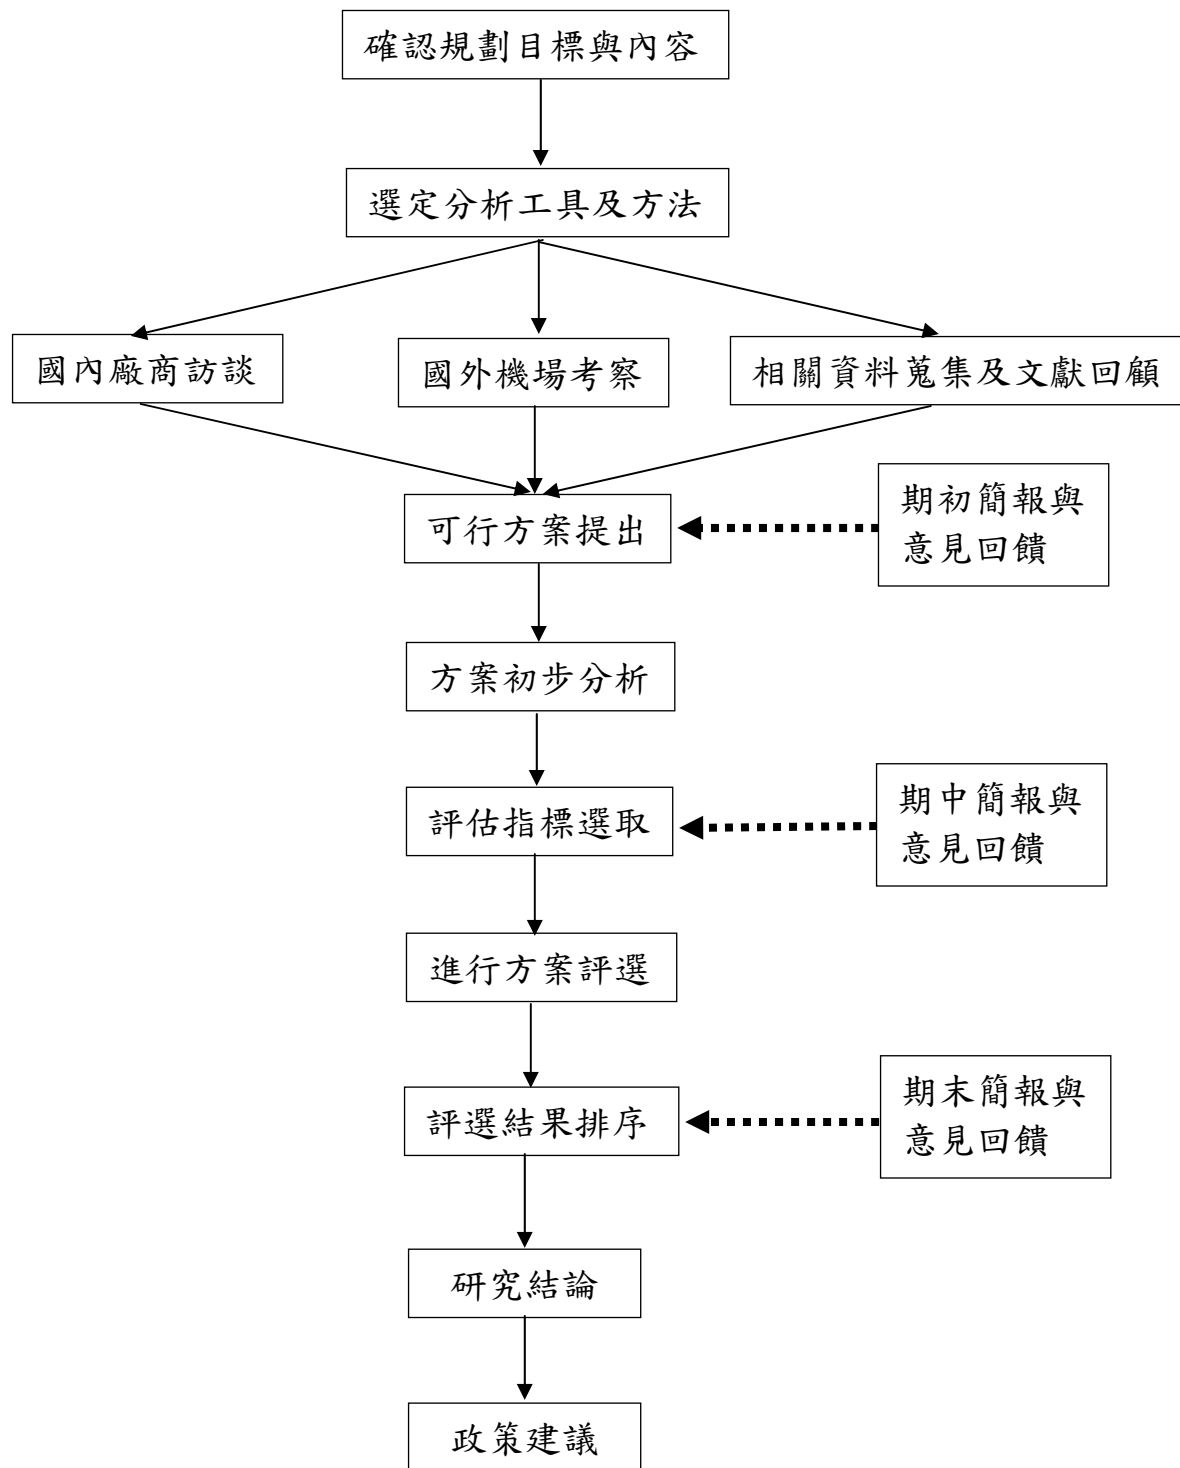 確認規劃目標與內容
選定分析工具及方法
國內廠商訪談
國外機場考察
相關資料蒐集及文獻回顧
可行方案提出
期初簡報與
意見回饋
方案初步分析
評估指標選取
期中簡報與
意見回饋
進行方案評選
評選結果排序
期末簡報與
意見回饋
研究結論
政策建議